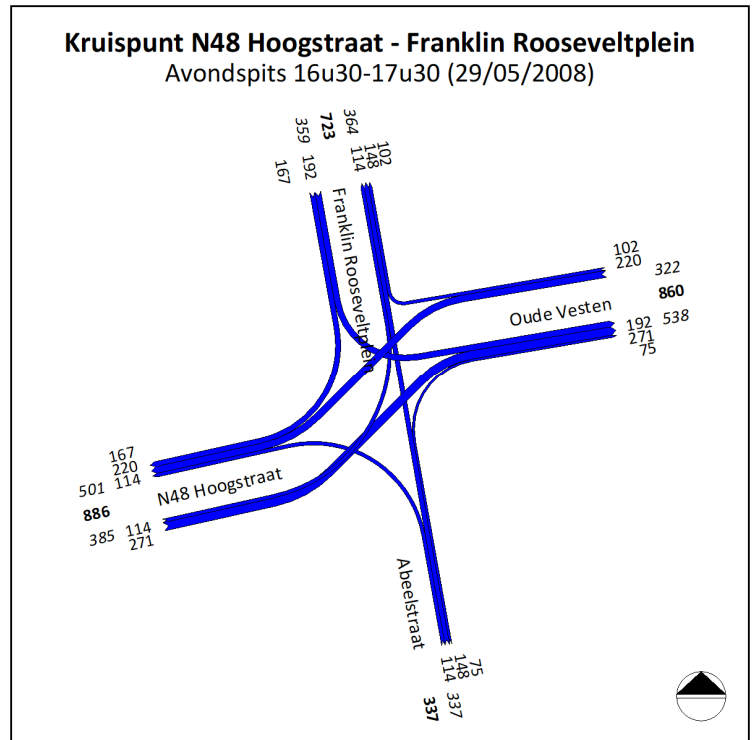 Kruispunt N48 Hoogstraat - Franklin Rooseveltplein
Avondspits 16u30-17u30 (29/05/2008)
359 723 364
167 192 114 148 102
Franklin Rooseveltplein
102
220
322
860
Oude Vesten
192 538
271
75
167
220
501 114
N48 Hoogstraat
886
385 114
271
Abeelstraat
114 148 75
337 337